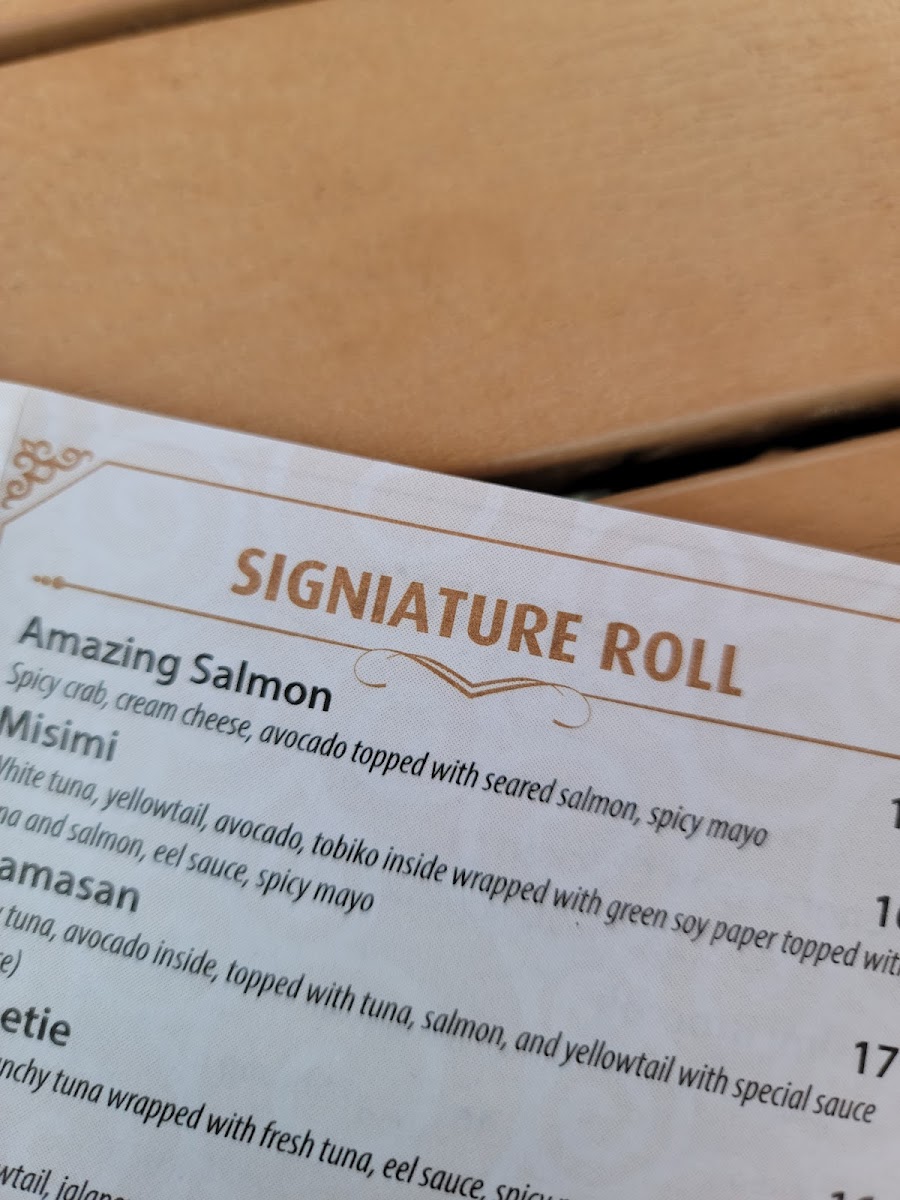 SIGNIATURE ROLL
Amazing Salmon
Spicy crab, cream cheese, avocado topped with seared salmon, spicy mayo
Misimi
White tuna, yellowtail, avocado, tobiko inside wrapped with green soy paper topped with
and salmon, eel sauce, spicy mayo
amasan 17
tuna, avocado inside, topped with tuna, salmon, and yellowtail with special sauce
etie
nchy tuna wrapped with fresh tuna, eel sauce, spicy